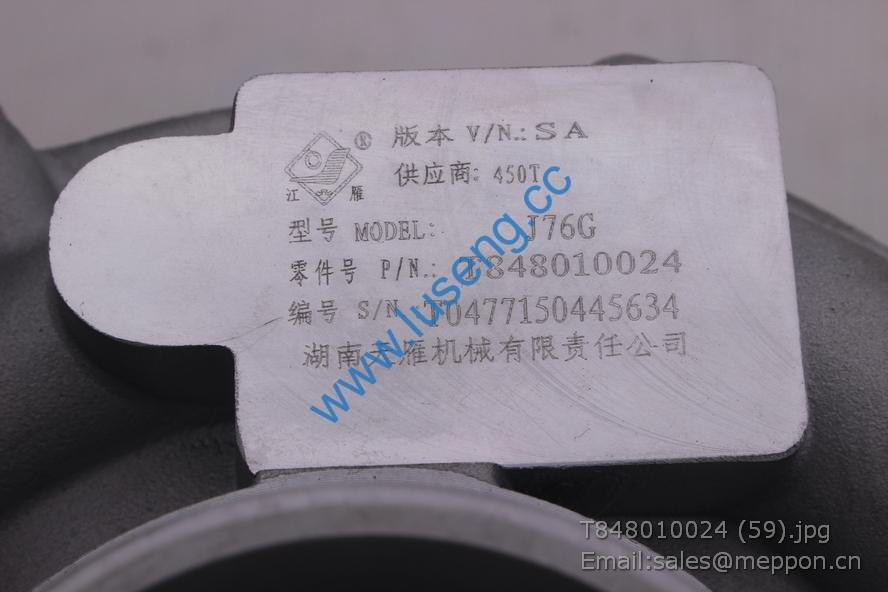 ® 版本 V/N.: SA
供应商: 450T
江 雁
型号 MODEL: J76G
零件号 P/N.: T848010024
编号 S/N. T0477150445634
湖南天雁机械有限责任公司
www.luseng.cc
T848010024 (59).jpg
Email:sales@meppon.cn